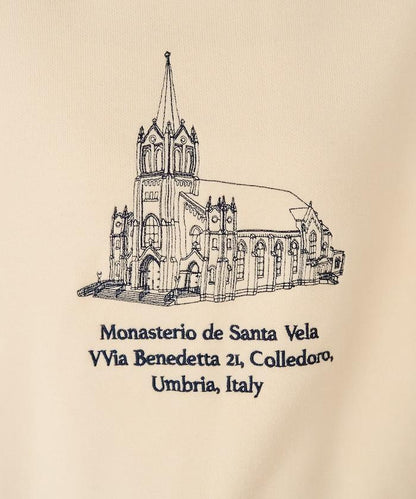 Monasterio de Santa Vela
VVia Benedetta 21, Colledoro,
Umbria, Italy